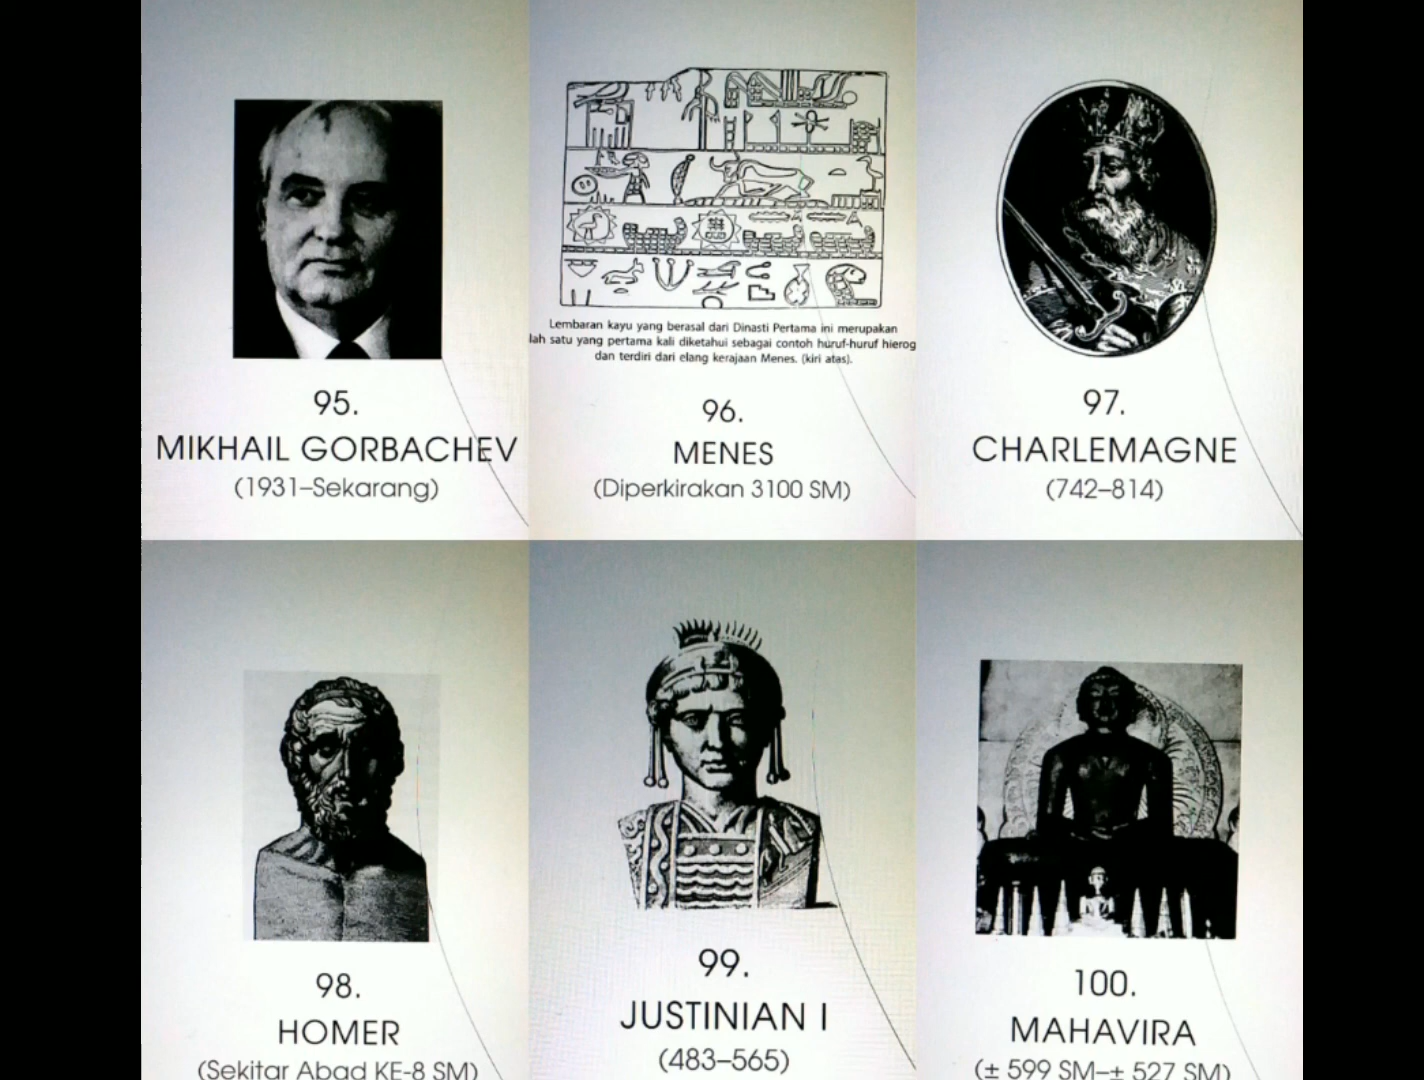 95.
MIKHAIL GORBACHEV
(1931–Sekarang)
Lembaran kayu yang berasal dari Dinasti Pertama ini merupakan
lah satu yang pertama kali diketahui sebagai contoh huruf-huruf hierog
dan terdiri dari elang kerajaan Menes. (kiri atas).
96.
MENES
(Diperkirakan 3100 SM)
97.
CHARLEMAGNE
(742–814)
98.
HOMER
(Sekitar Abad KE-8 SM)
99.
JUSTINIAN I
(483–565)
100.
MAHAVIRA
(± 599 SM–± 527 SM)